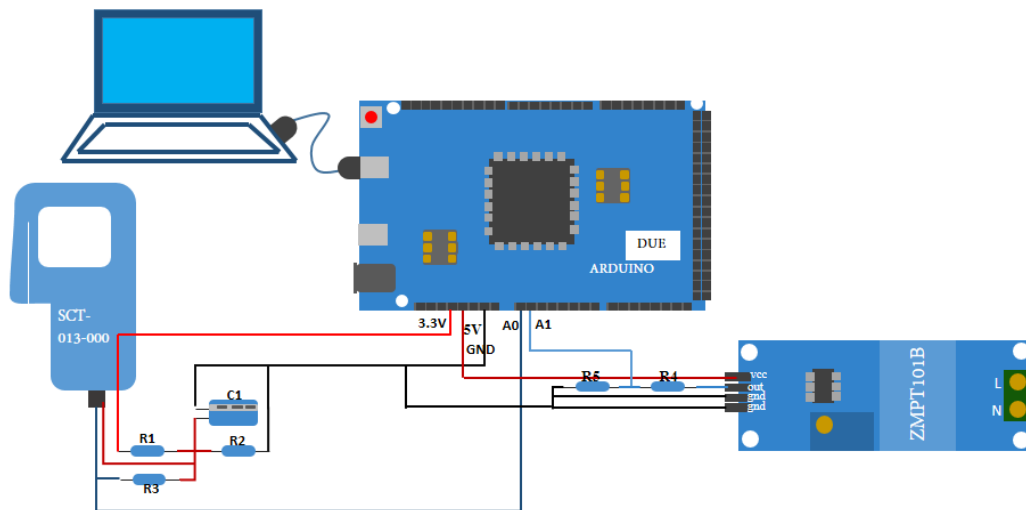 DUE
ARDUINO
SCT-
013-000
3.3V
5V
GND
A0
A1
C1
R1
R2
R3
R5
R4
vcc
out
gnd
gnd
ZMPT101B
L
N